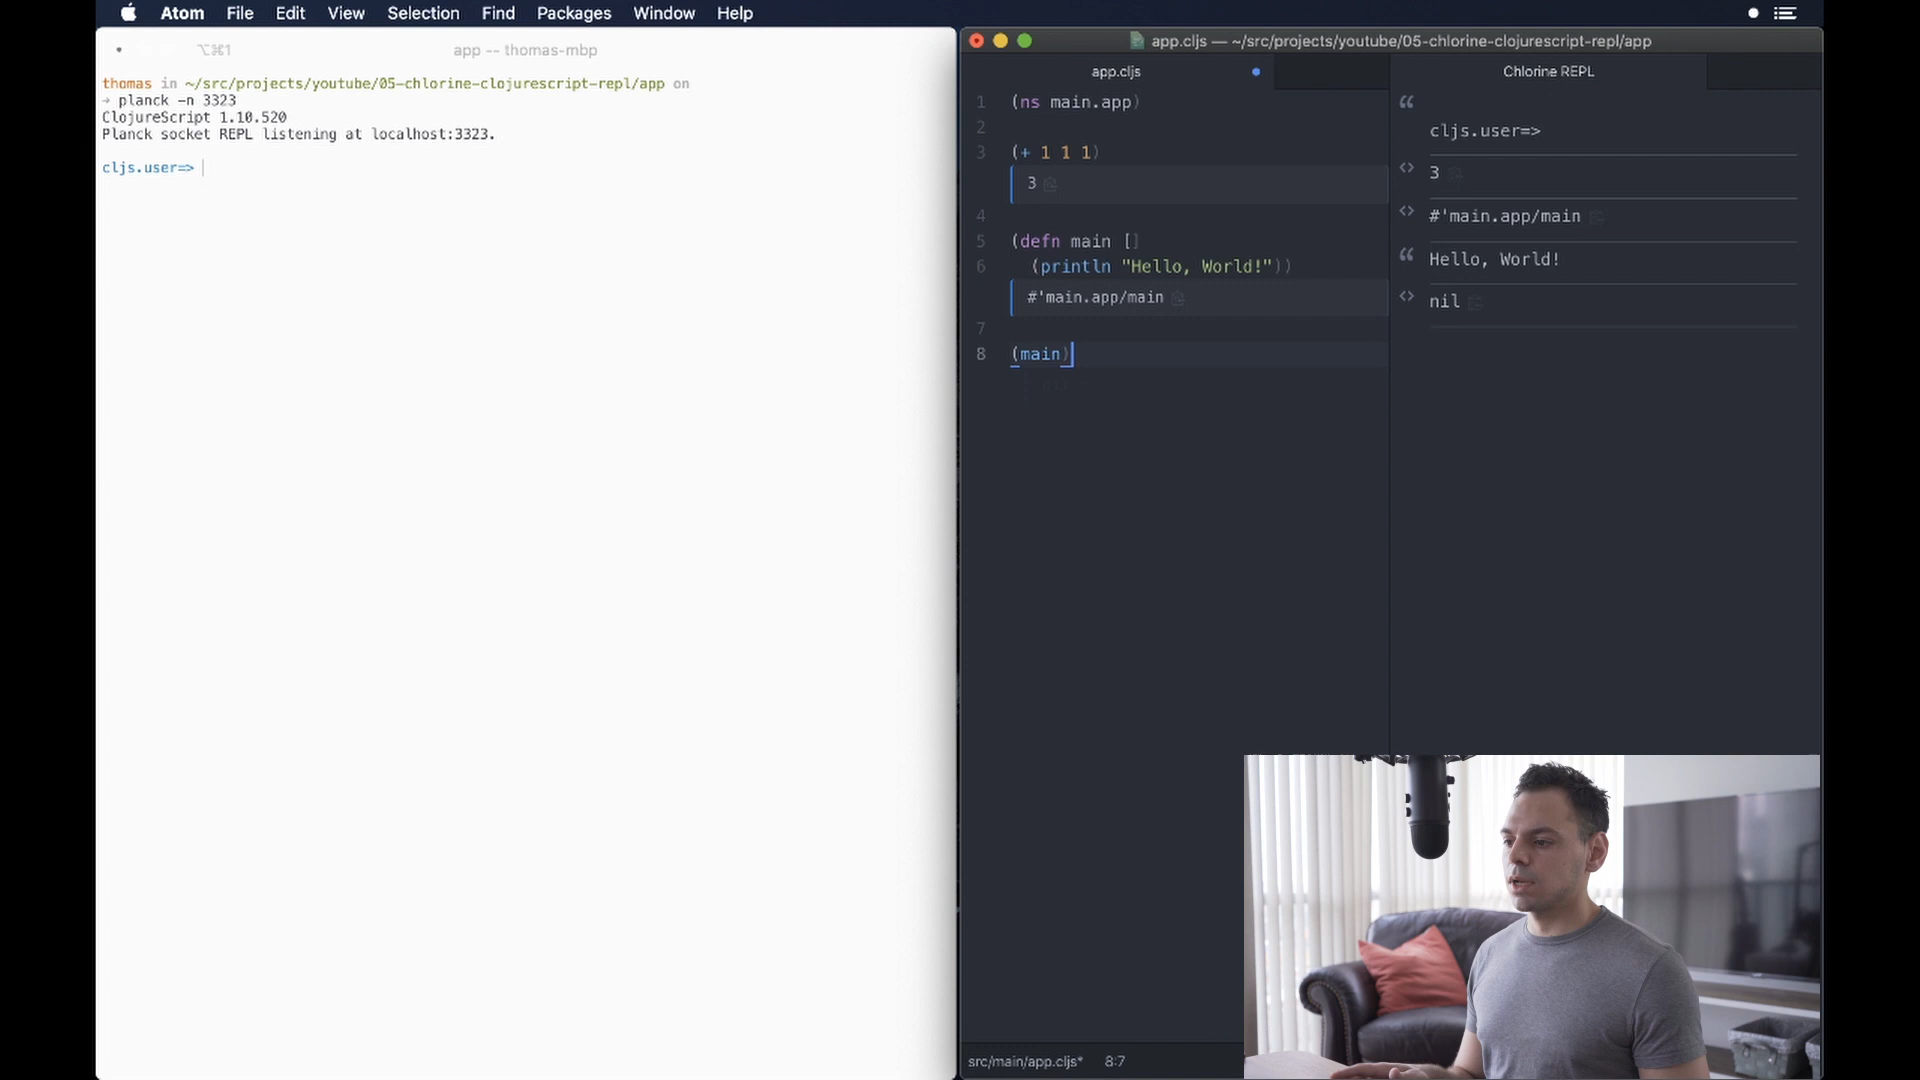 Atom File Edit View Selection Find Packages Window Help
⌥⌘1 app -- thomas-mbp
thomas in ~/src/projects/youtube/05-chlorine-clojurescript-repl/app on
→ planck -n 3323
ClojureScript 1.10.520
Planck socket REPL listening at localhost:3323.
cljs.user=>
app.cljs — ~/src/projects/youtube/05-chlorine-clojurescript-repl/app
app.cljs
1 (ns main.app)
2
3 (+ 1 1 1)
3
4
5 (defn main []
6 (println "Hello, World!"))
#'main.app/main
7
8 (main)
nil
src/main/app.cljs* 8:7
Chlorine REPL
cljs.user=>
3
#'main.app/main
Hello, World!
nil